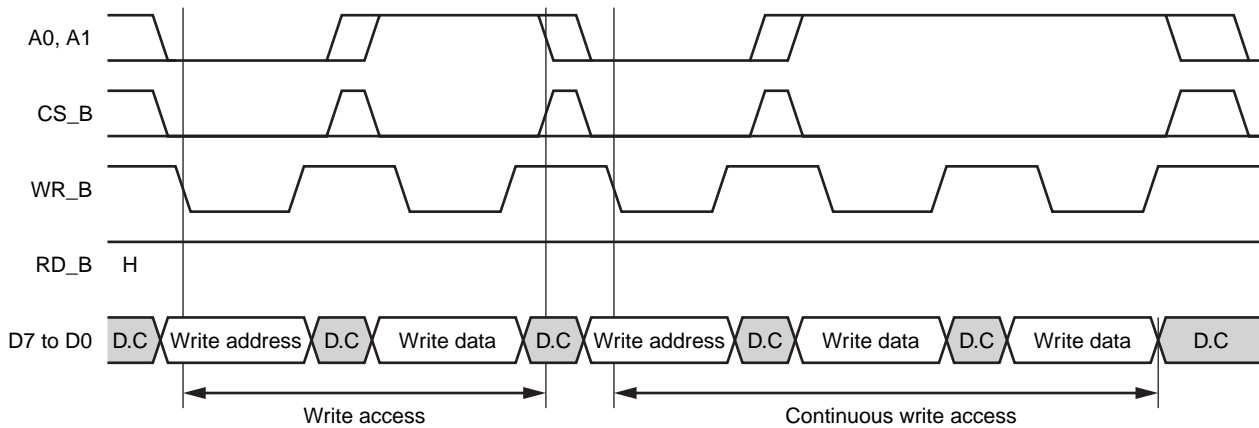 A0, A1
CS_B
WR_B
RD_B H
D7 to D0 D.C Write address D.C Write data D.C Write address D.C Write data D.C Write data D.C
Write access Continuous write access